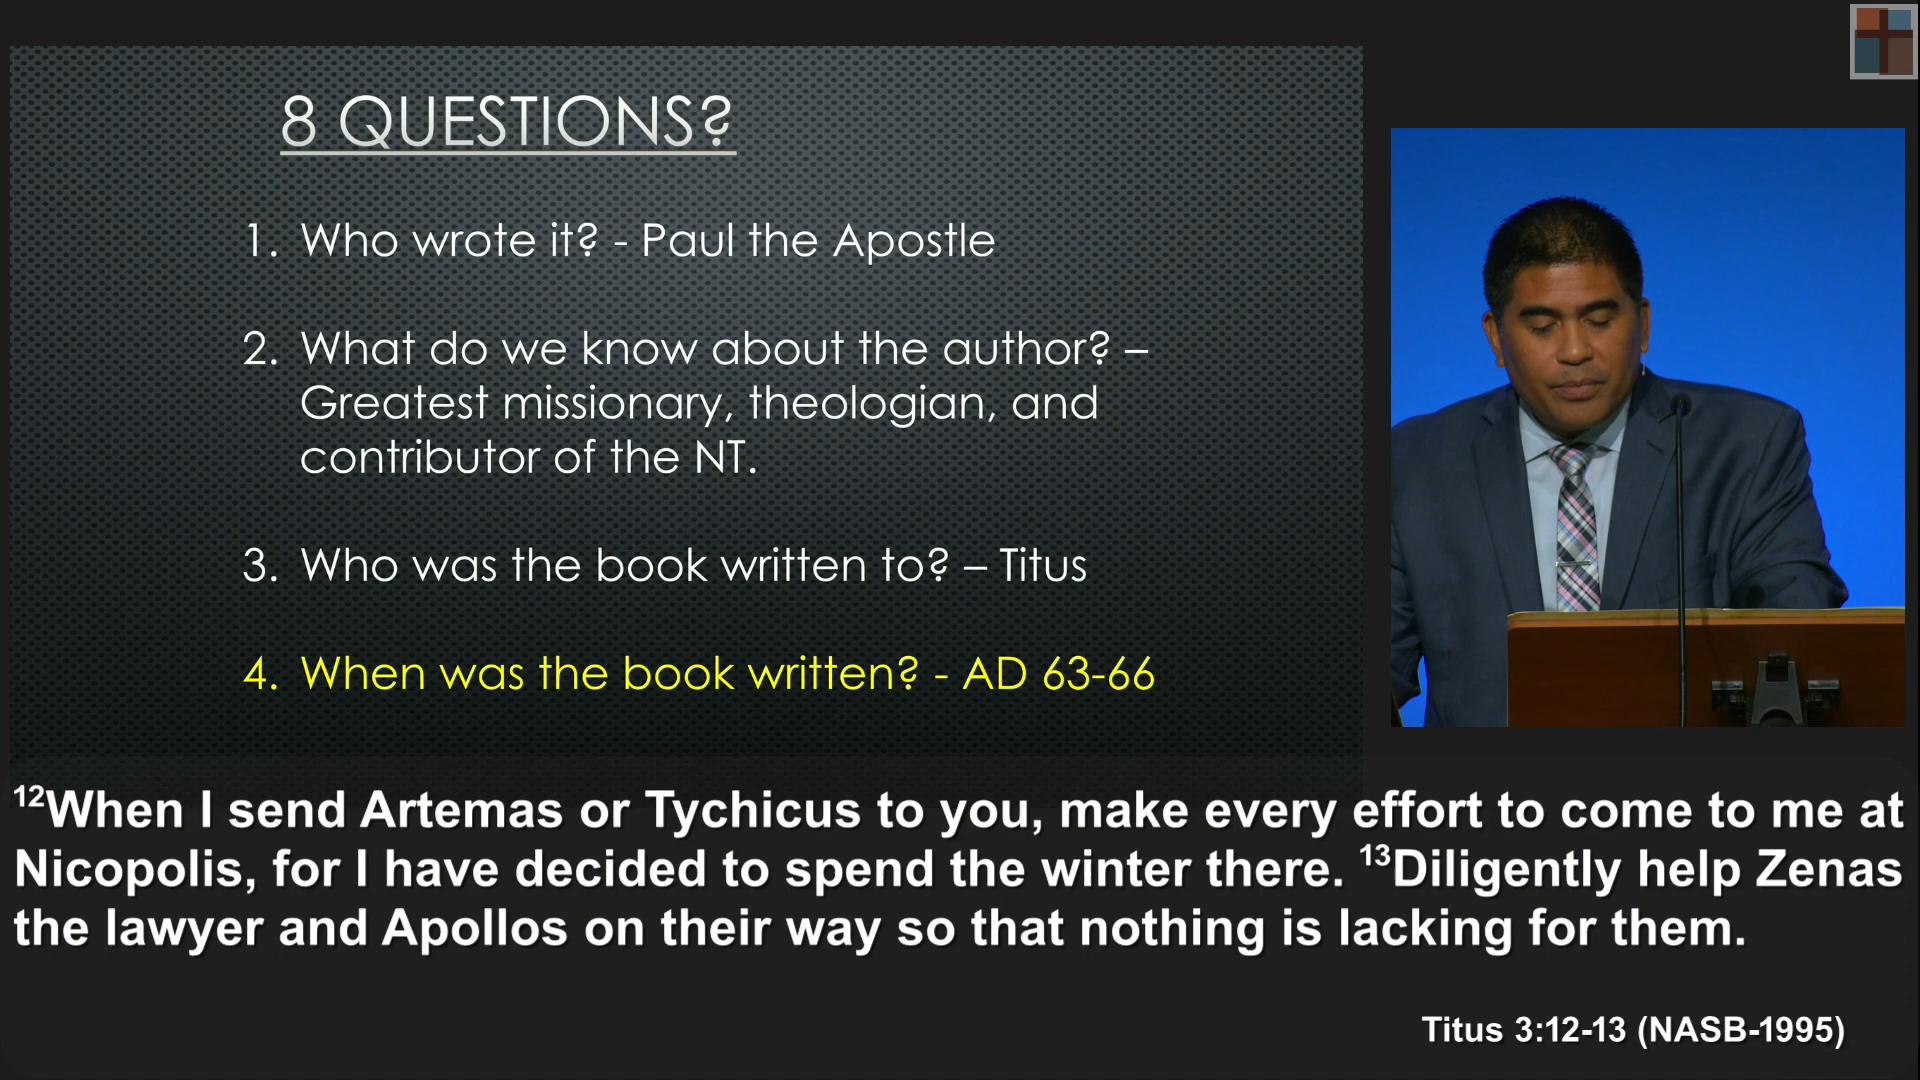 8 QUESTIONS?
1. Who wrote it? - Paul the Apostle
2. What do we know about the author? –
Greatest missionary, theologian, and
contributor of the NT.
3. Who was the book written to? – Titus
4. When was the book written? - AD 63-66
¹²When I send Artemas or Tychicus to you, make every effort to come to me at
Nicopolis, for I have decided to spend the winter there. ¹³Diligently help Zenas
the lawyer and Apollos on their way so that nothing is lacking for them.
Titus 3:12-13 (NASB-1995)